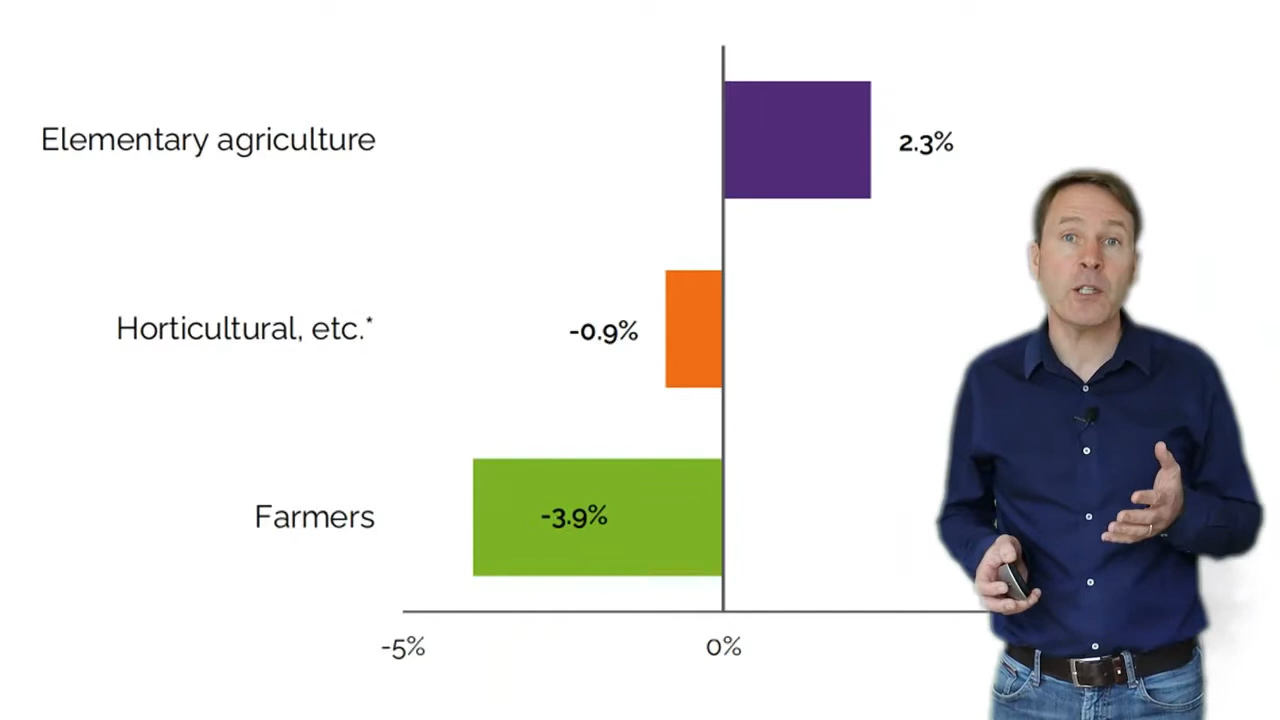 Elementary agriculture
2.3%
Horticultural, etc.*
-0.9%
Farmers
-3.9%
-5%
0%